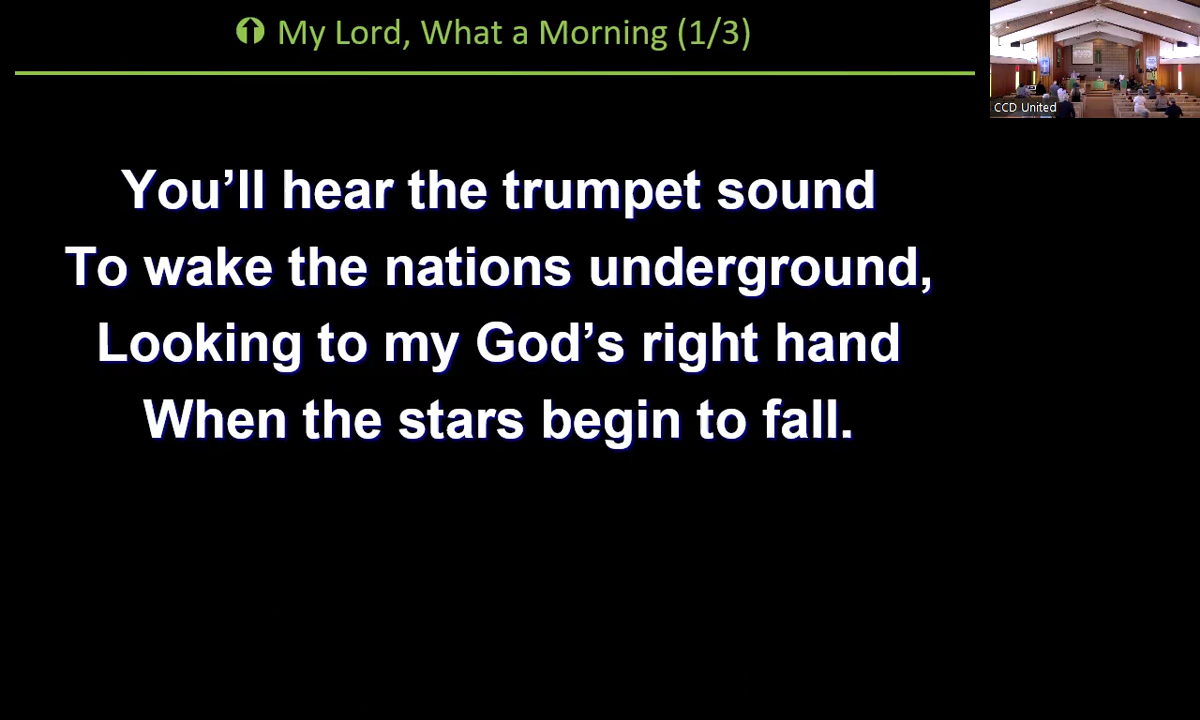 My Lord, What a Morning (1/3)
CCD United
You’ll hear the trumpet sound
To wake the nations underground,
Looking to my God’s right hand
When the stars begin to fall.